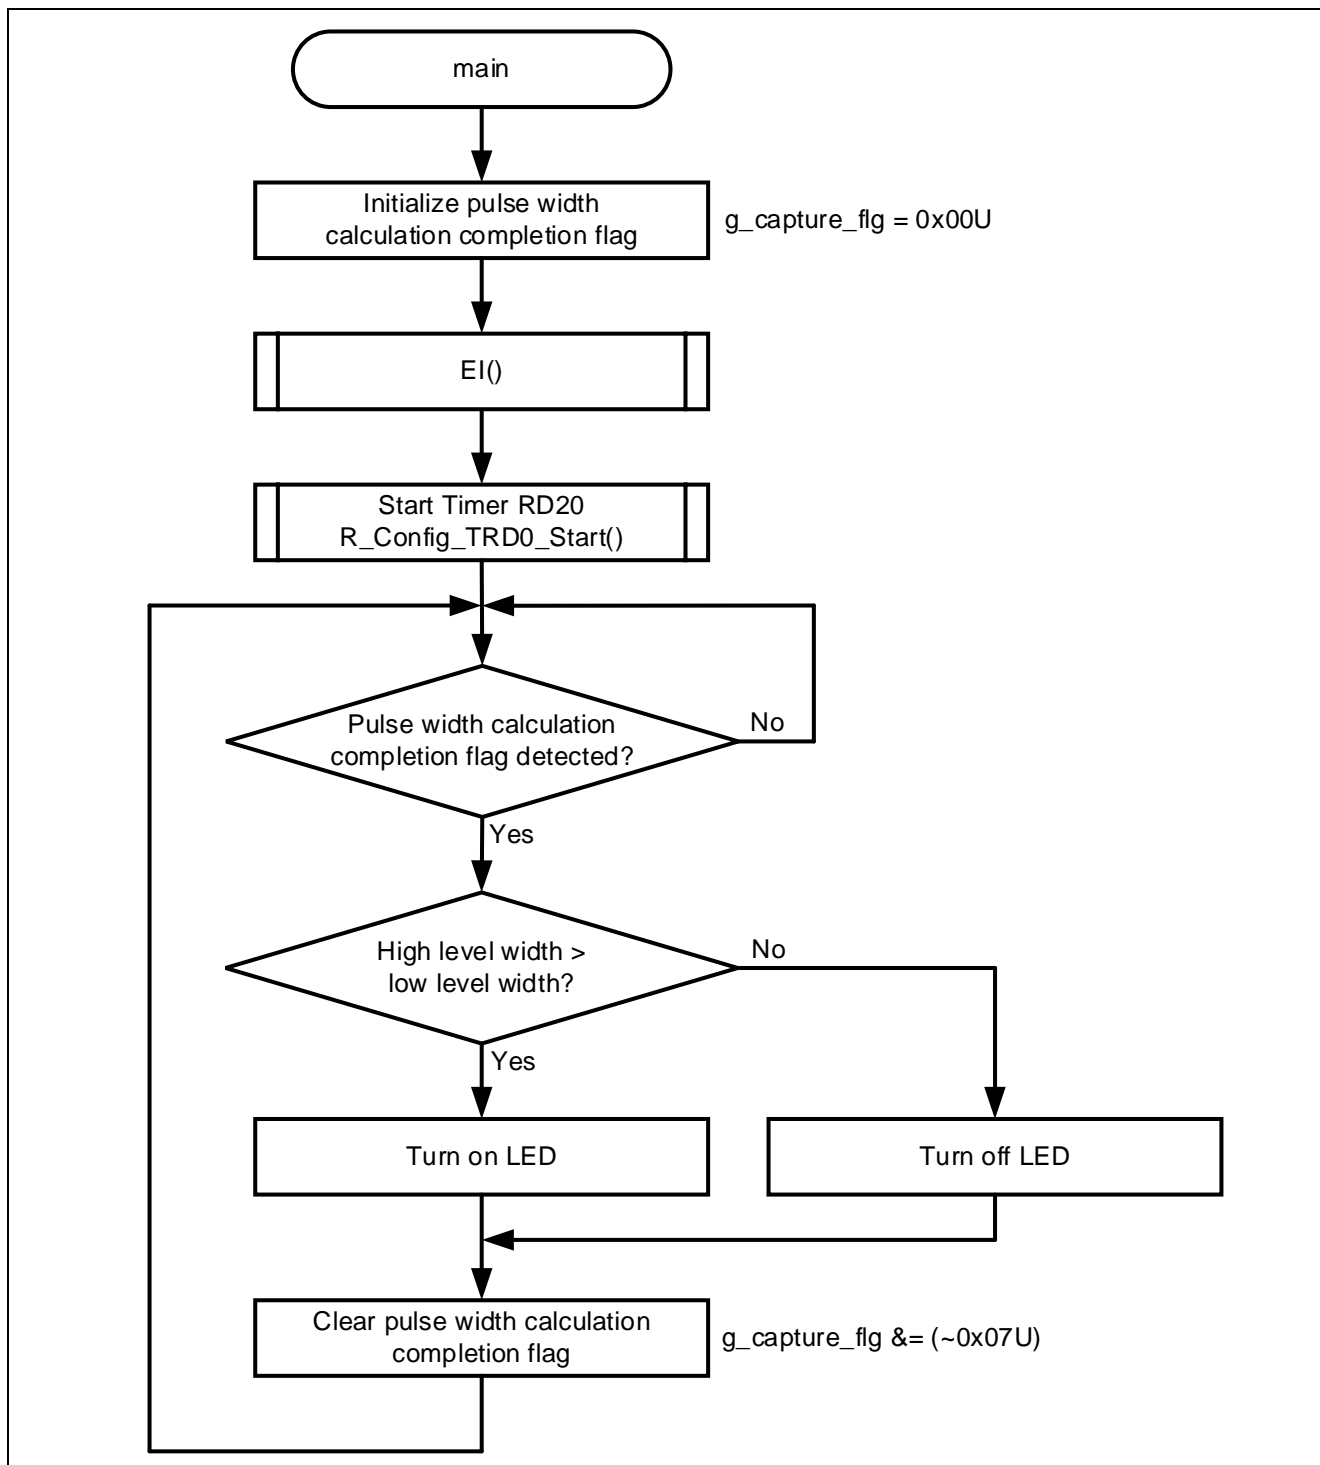 main
Initialize pulse width
calculation completion flag
g_capture_flg = 0x00U
EI()
Start Timer RD20
R_Config_TRD0_Start()
Pulse width calculation
completion flag detected?
No
Yes
High level width >
low level width?
No
Yes
Turn on LED
Turn off LED
Clear pulse width calculation
completion flag
g_capture_flg &= (~0x07U)